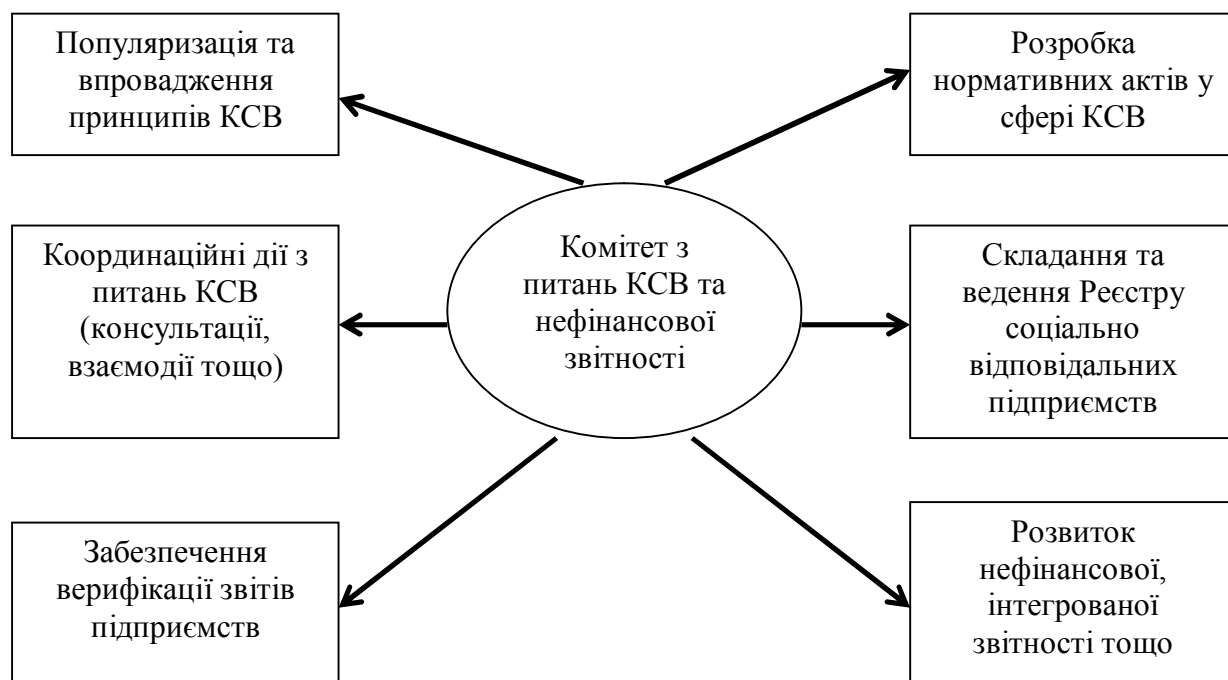 Популяризація та
впровадження
принципів КСВ
Розробка
нормативних актів у
сфері КСВ
Координаційні дії з
питань КСВ
(консультації,
взаємодії тощо)
Комітет з
питань КСВ та
нефінансової
звітності
Складання та
ведення Реєстру
соціально
відповідальних
підприємств
Забезпечення
верифікації звітів
підприємств
Розвиток
нефінансової,
інтегрованої
звітності тощо